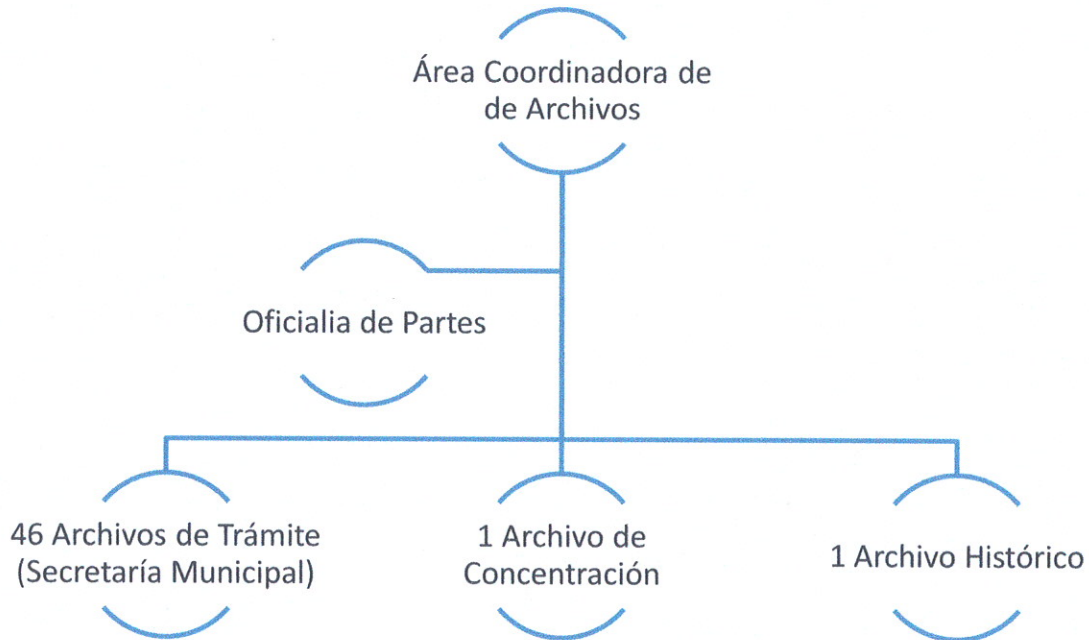 Área Coordinadora de
de Archivos
Oficialia de Partes
46 Archivos de Trámite
(Secretaría Municipal)
1 Archivo de
Concentración
1 Archivo Histórico